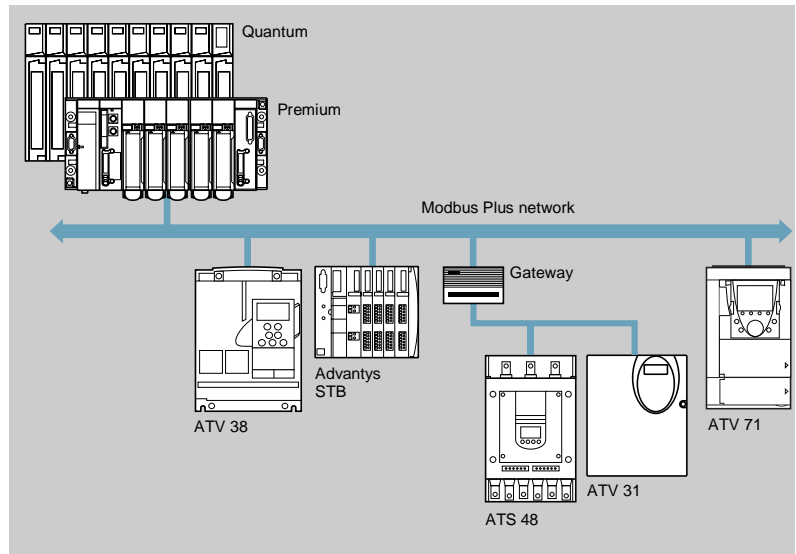 Quantum
Premium
Modbus Plus network
Gateway
Advantys
STB
ATV 38
ATV 71
ATV 31
ATS 48